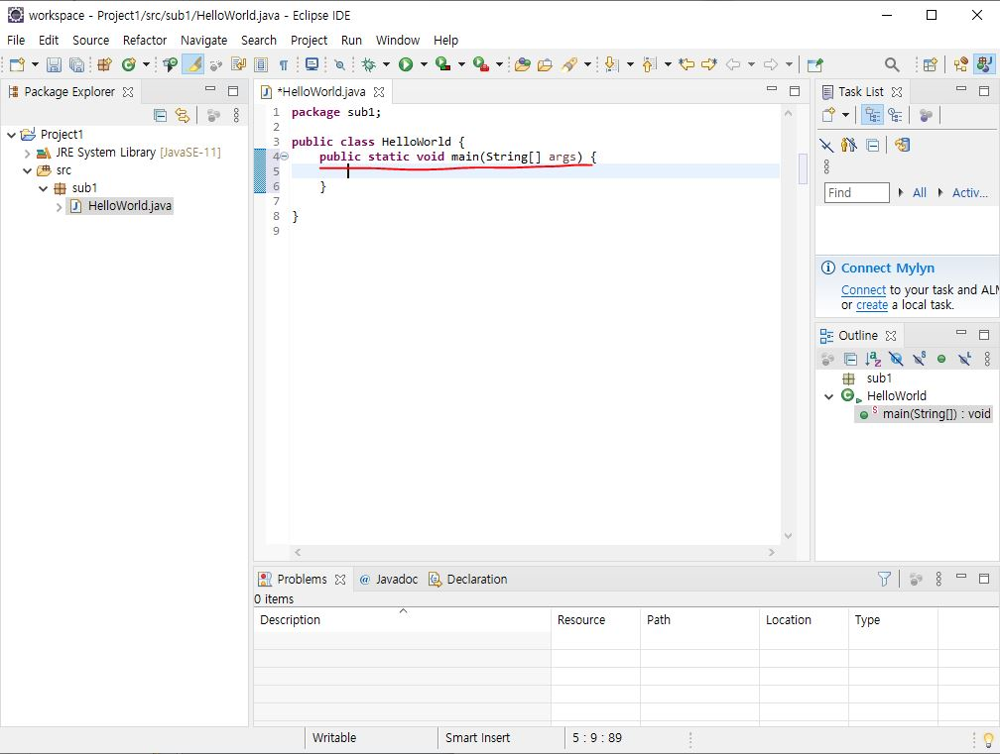 workspace - Project1/src/sub1/HelloWorld.java - Eclipse IDE
File Edit Source Refactor Navigate Search Project Run Window Help
Package Explorer
Project1
JRE System Library [JavaSE-11]
src
sub1
HelloWorld.java
*HelloWorld.java
1 package sub1;
2
3 public class HelloWorld {
4 public static void main(String[] args) {
5
6 }
7
8 }
9
Task List
Find All Activ...
Connect Mylyn
Connect to your task and ALM
or create a local task.
Outline
sub1
HelloWorld
main(String[]) : void
Problems @ Javadoc Declaration
0 items
Description Resource Path Location Type
Writable Smart Insert 5 : 9 : 89